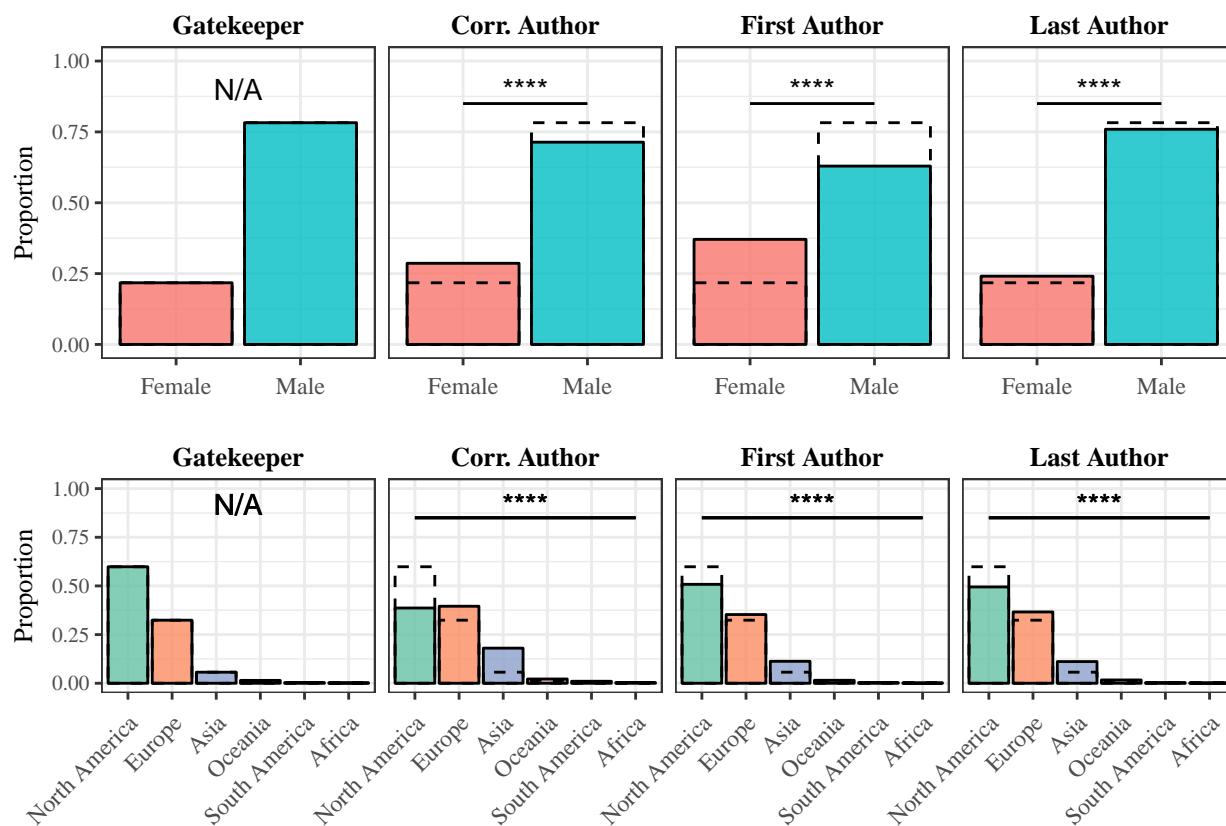 Gatekeeper Corr. Author First Author Last Author
1.00
N/A **** **** ****
0.75
0.50
0.25
0.00
Proportion
Female Male Female Male Female Male Female Male
Gatekeeper Corr. Author First Author Last Author
1.00
N/A **** **** ****
0.75
0.50
0.25
0.00
Proportion
North America Europe Asia Oceania South America Africa North America Europe Asia Oceania South America Africa North America Europe Asia Oceania South America Africa North America Europe Asia Oceania South America Africa